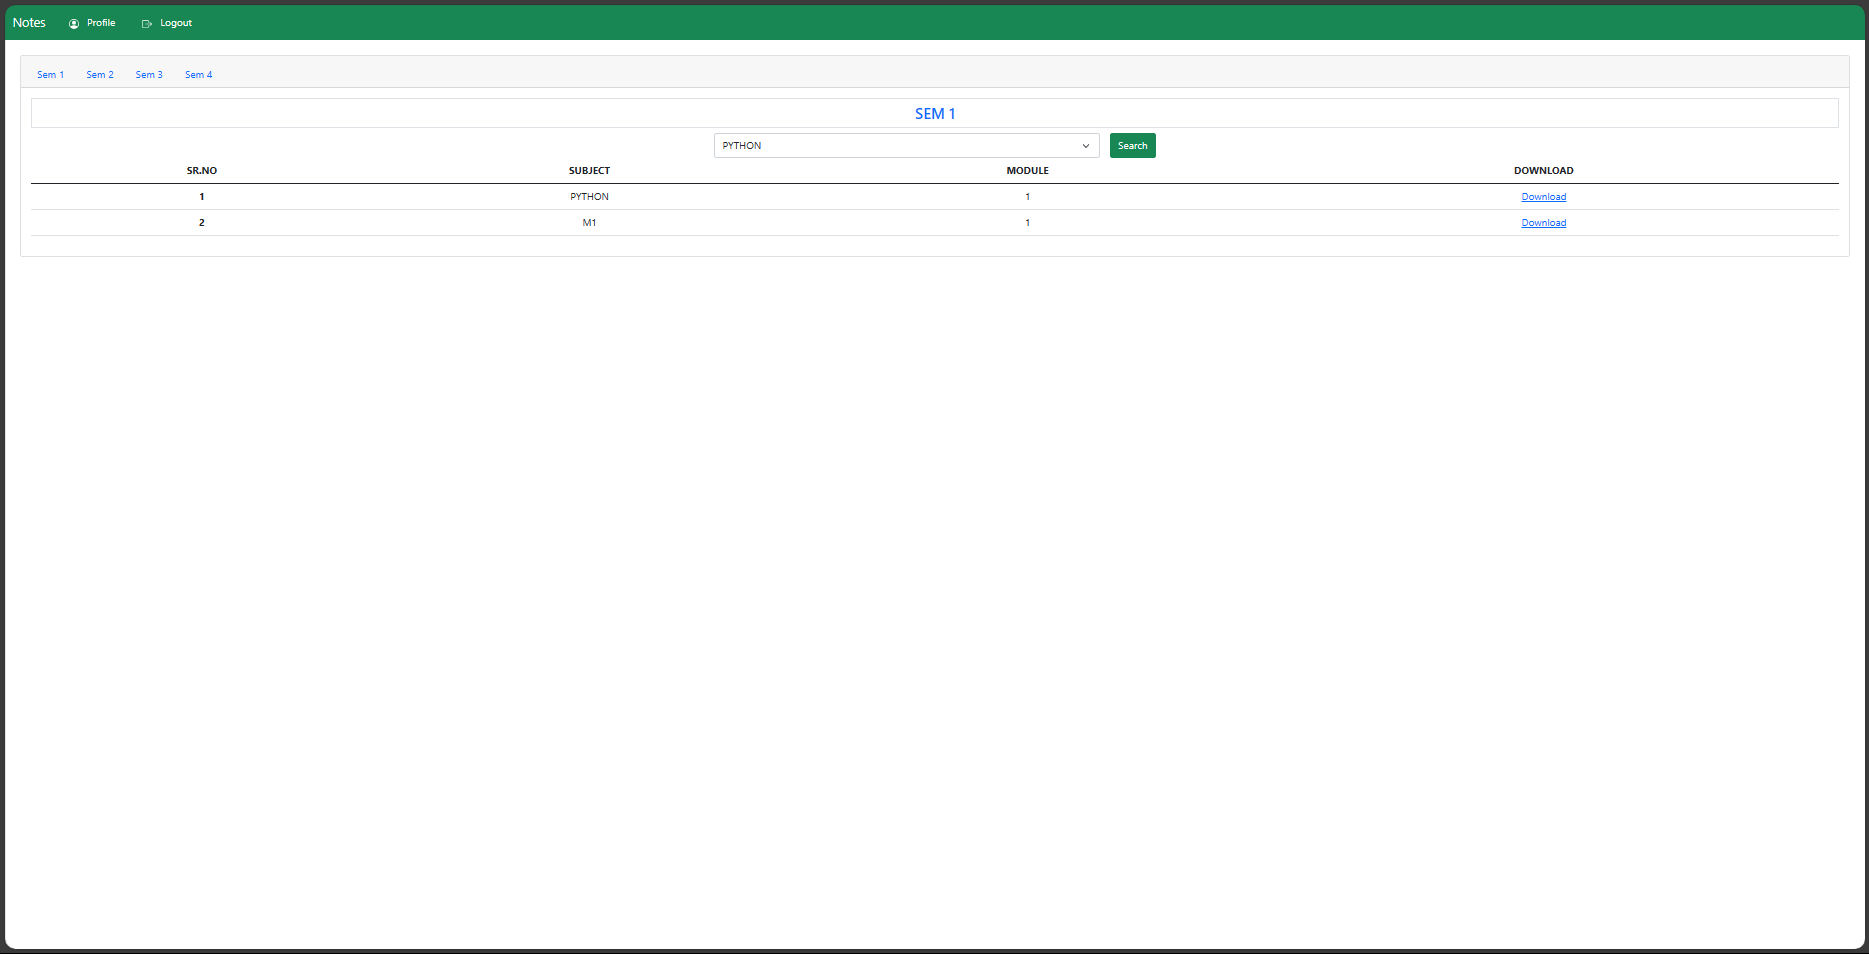 Notes Profile Logout
Sem 1 Sem 2 Sem 3 Sem 4
SEM 1
PYTHON Search
SR.NO SUBJECT MODULE DOWNLOAD
1 PYTHON 1 Download
2 M1 1 Download